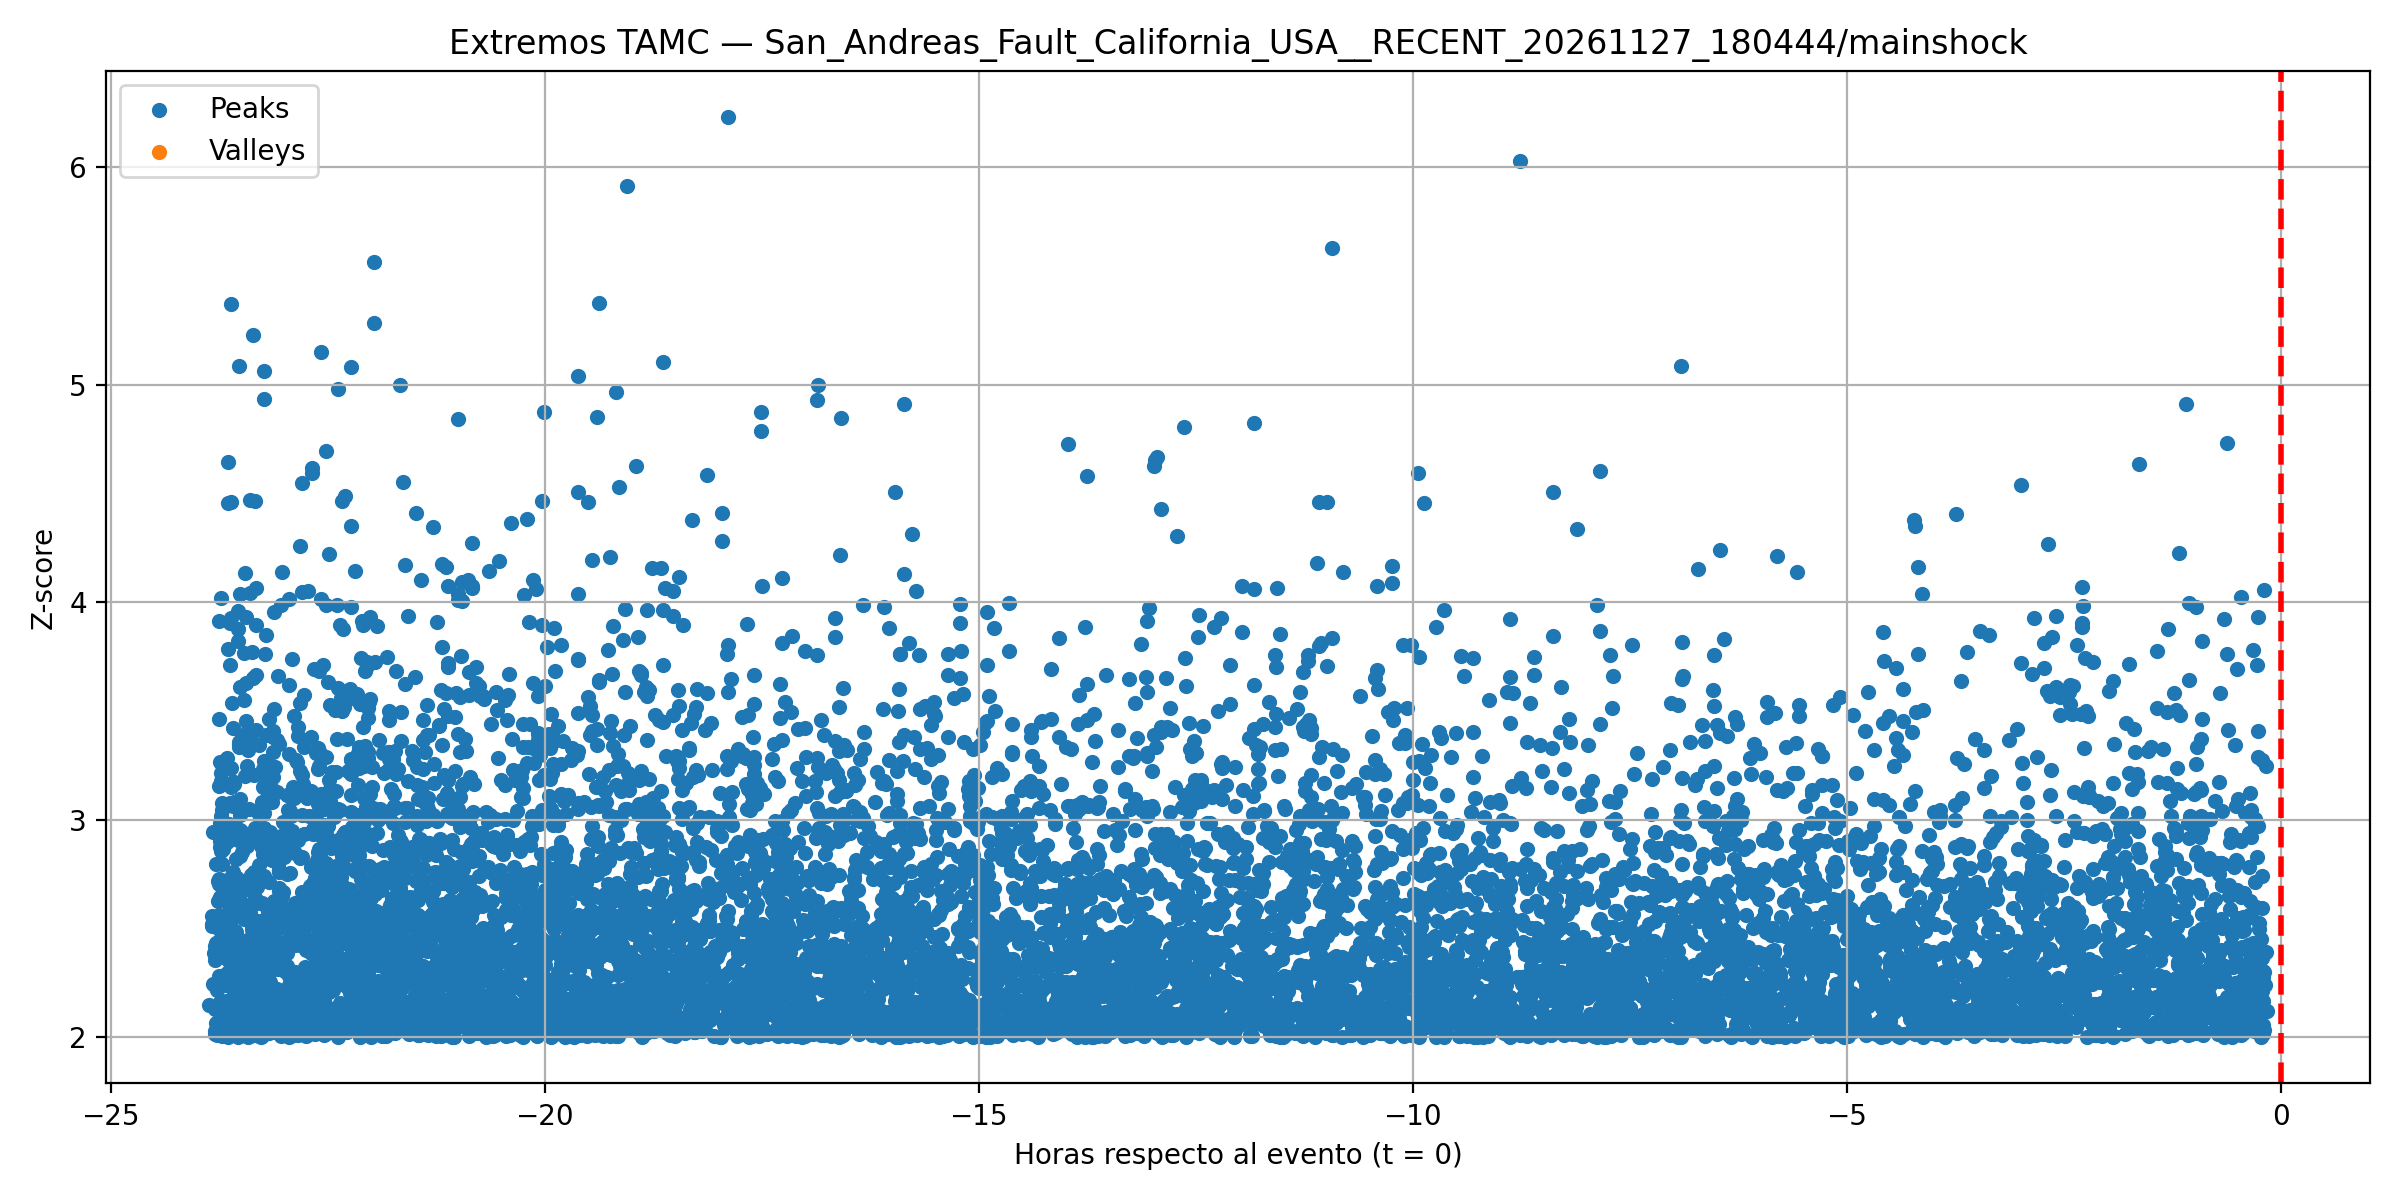 Extremos TAMC — San_Andreas_Fault_California_USA__RECENT_20261127_180444/mainshock
Peaks
Valleys
Z-score
6
5
4
3
2
−25
−20
−15
−10
−5
0
Horas respecto al evento (t = 0)